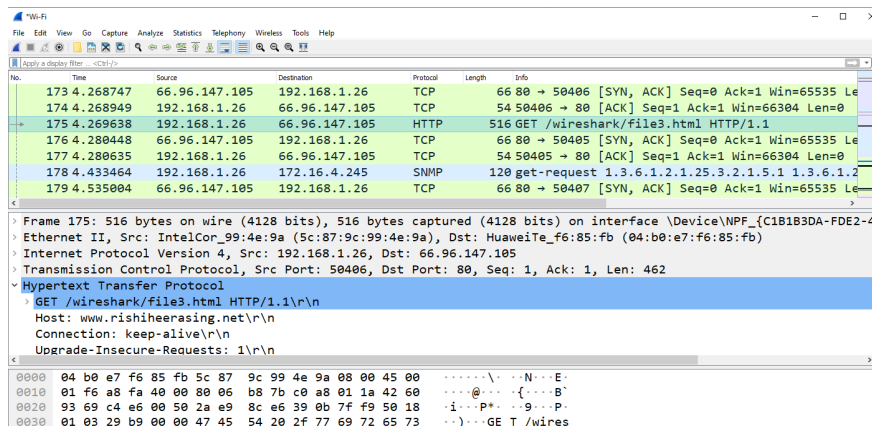 *Wi-Fi
File Edit View Go Capture Analyze Statistics Telephony Wireless Tools Help
Apply a display filter ... <Ctrl-/>
No. Time Source Destination Protocol Length Info
173 4.268747 66.96.147.105 192.168.1.26 TCP 66 80 → 50406 [SYN, ACK] Seq=0 Ack=1 Win=65535 Le
174 4.268949 192.168.1.26 66.96.147.105 TCP 54 50406 → 80 [ACK] Seq=1 Ack=1 Win=66304 Len=0
175 4.269638 192.168.1.26 66.96.147.105 HTTP 516 GET /wireshark/file3.html HTTP/1.1
176 4.280448 66.96.147.105 192.168.1.26 TCP 66 80 → 50405 [SYN, ACK] Seq=0 Ack=1 Win=65535 Le
177 4.280635 192.168.1.26 66.96.147.105 TCP 54 50405 → 80 [ACK] Seq=1 Ack=1 Win=66304 Len=0
178 4.433464 192.168.1.26 172.16.4.245 SNMP 120 get-request 1.3.6.1.2.1.25.3.2.1.5.1 1.3.6.1.2
179 4.535004 66.96.147.105 192.168.1.26 TCP 66 80 → 50407 [SYN, ACK] Seq=0 Ack=1 Win=65535 Le
Frame 175: 516 bytes on wire (4128 bits), 516 bytes captured (4128 bits) on interface \Device\NPF_{C1B1B3DA-FDE2-4
Ethernet II, Src: IntelCor_99:4e:9a (5c:87:9c:99:4e:9a), Dst: HuaweiTe_f6:85:fb (04:b0:e7:f6:85:fb)
Internet Protocol Version 4, Src: 192.168.1.26, Dst: 66.96.147.105
Transmission Control Protocol, Src Port: 50406, Dst Port: 80, Seq: 1, Ack: 1, Len: 462
Hypertext Transfer Protocol
GET /wireshark/file3.html HTTP/1.1\r\n
Host: www.rishiheerasing.net\r\n
Connection: keep-alive\r\n
Upgrade-Insecure-Requests: 1\r\n
0000 04 b0 e7 f6 85 fb 5c 87 9c 99 4e 9a 08 00 45 00 ······\· ··N···E·
0010 01 f6 a8 fa 40 00 80 06 b8 7b c0 a8 01 1a 42 60 ····@··· ·{····B`
0020 93 69 c4 e6 00 50 2a e9 8c e6 39 0b 7f f9 50 18 ·i···P*· ··9···P·
0030 01 03 29 b9 00 00 47 45 54 20 2f 77 69 72 65 73 ··)···GE T /wires